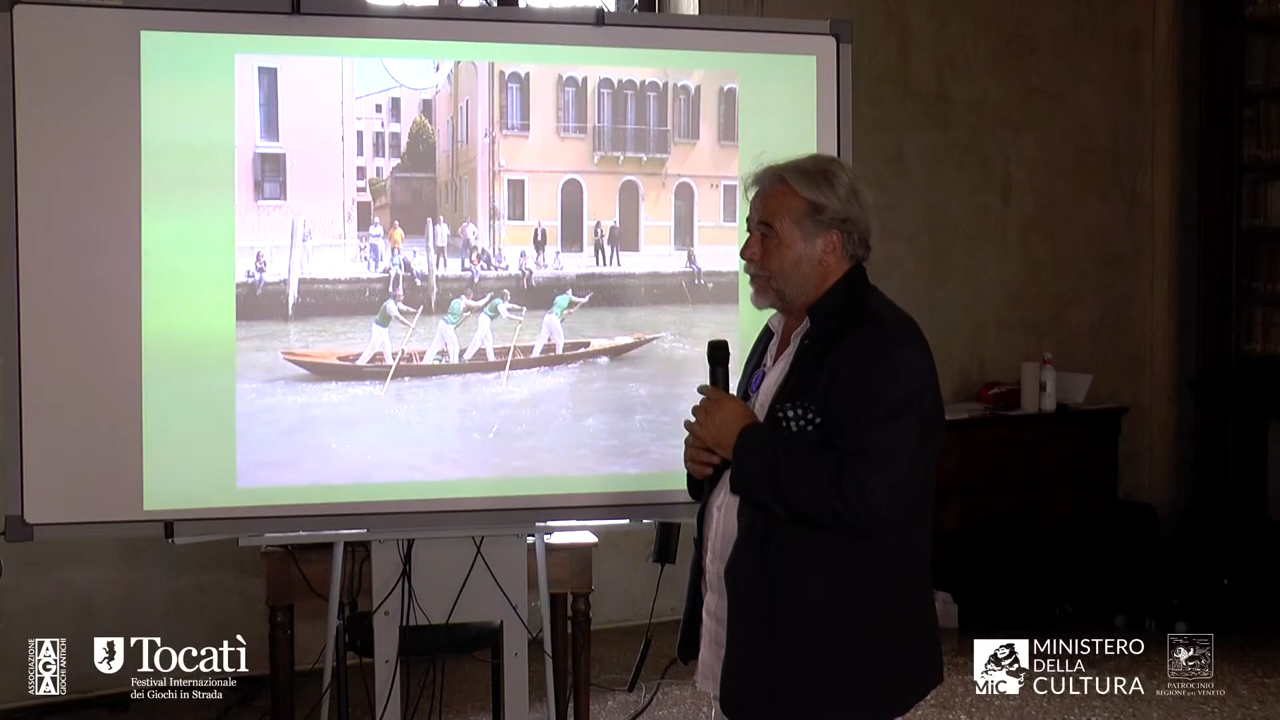 ASSOCIAZIONE
AGA
GIOCHI ANTICHI
Tocatì
Festival Internazionale
dei Giochi in Strada
MiC
MINISTERO
DELLA
CULTURA
PATROCINIO
REGIONE DEL VENETO